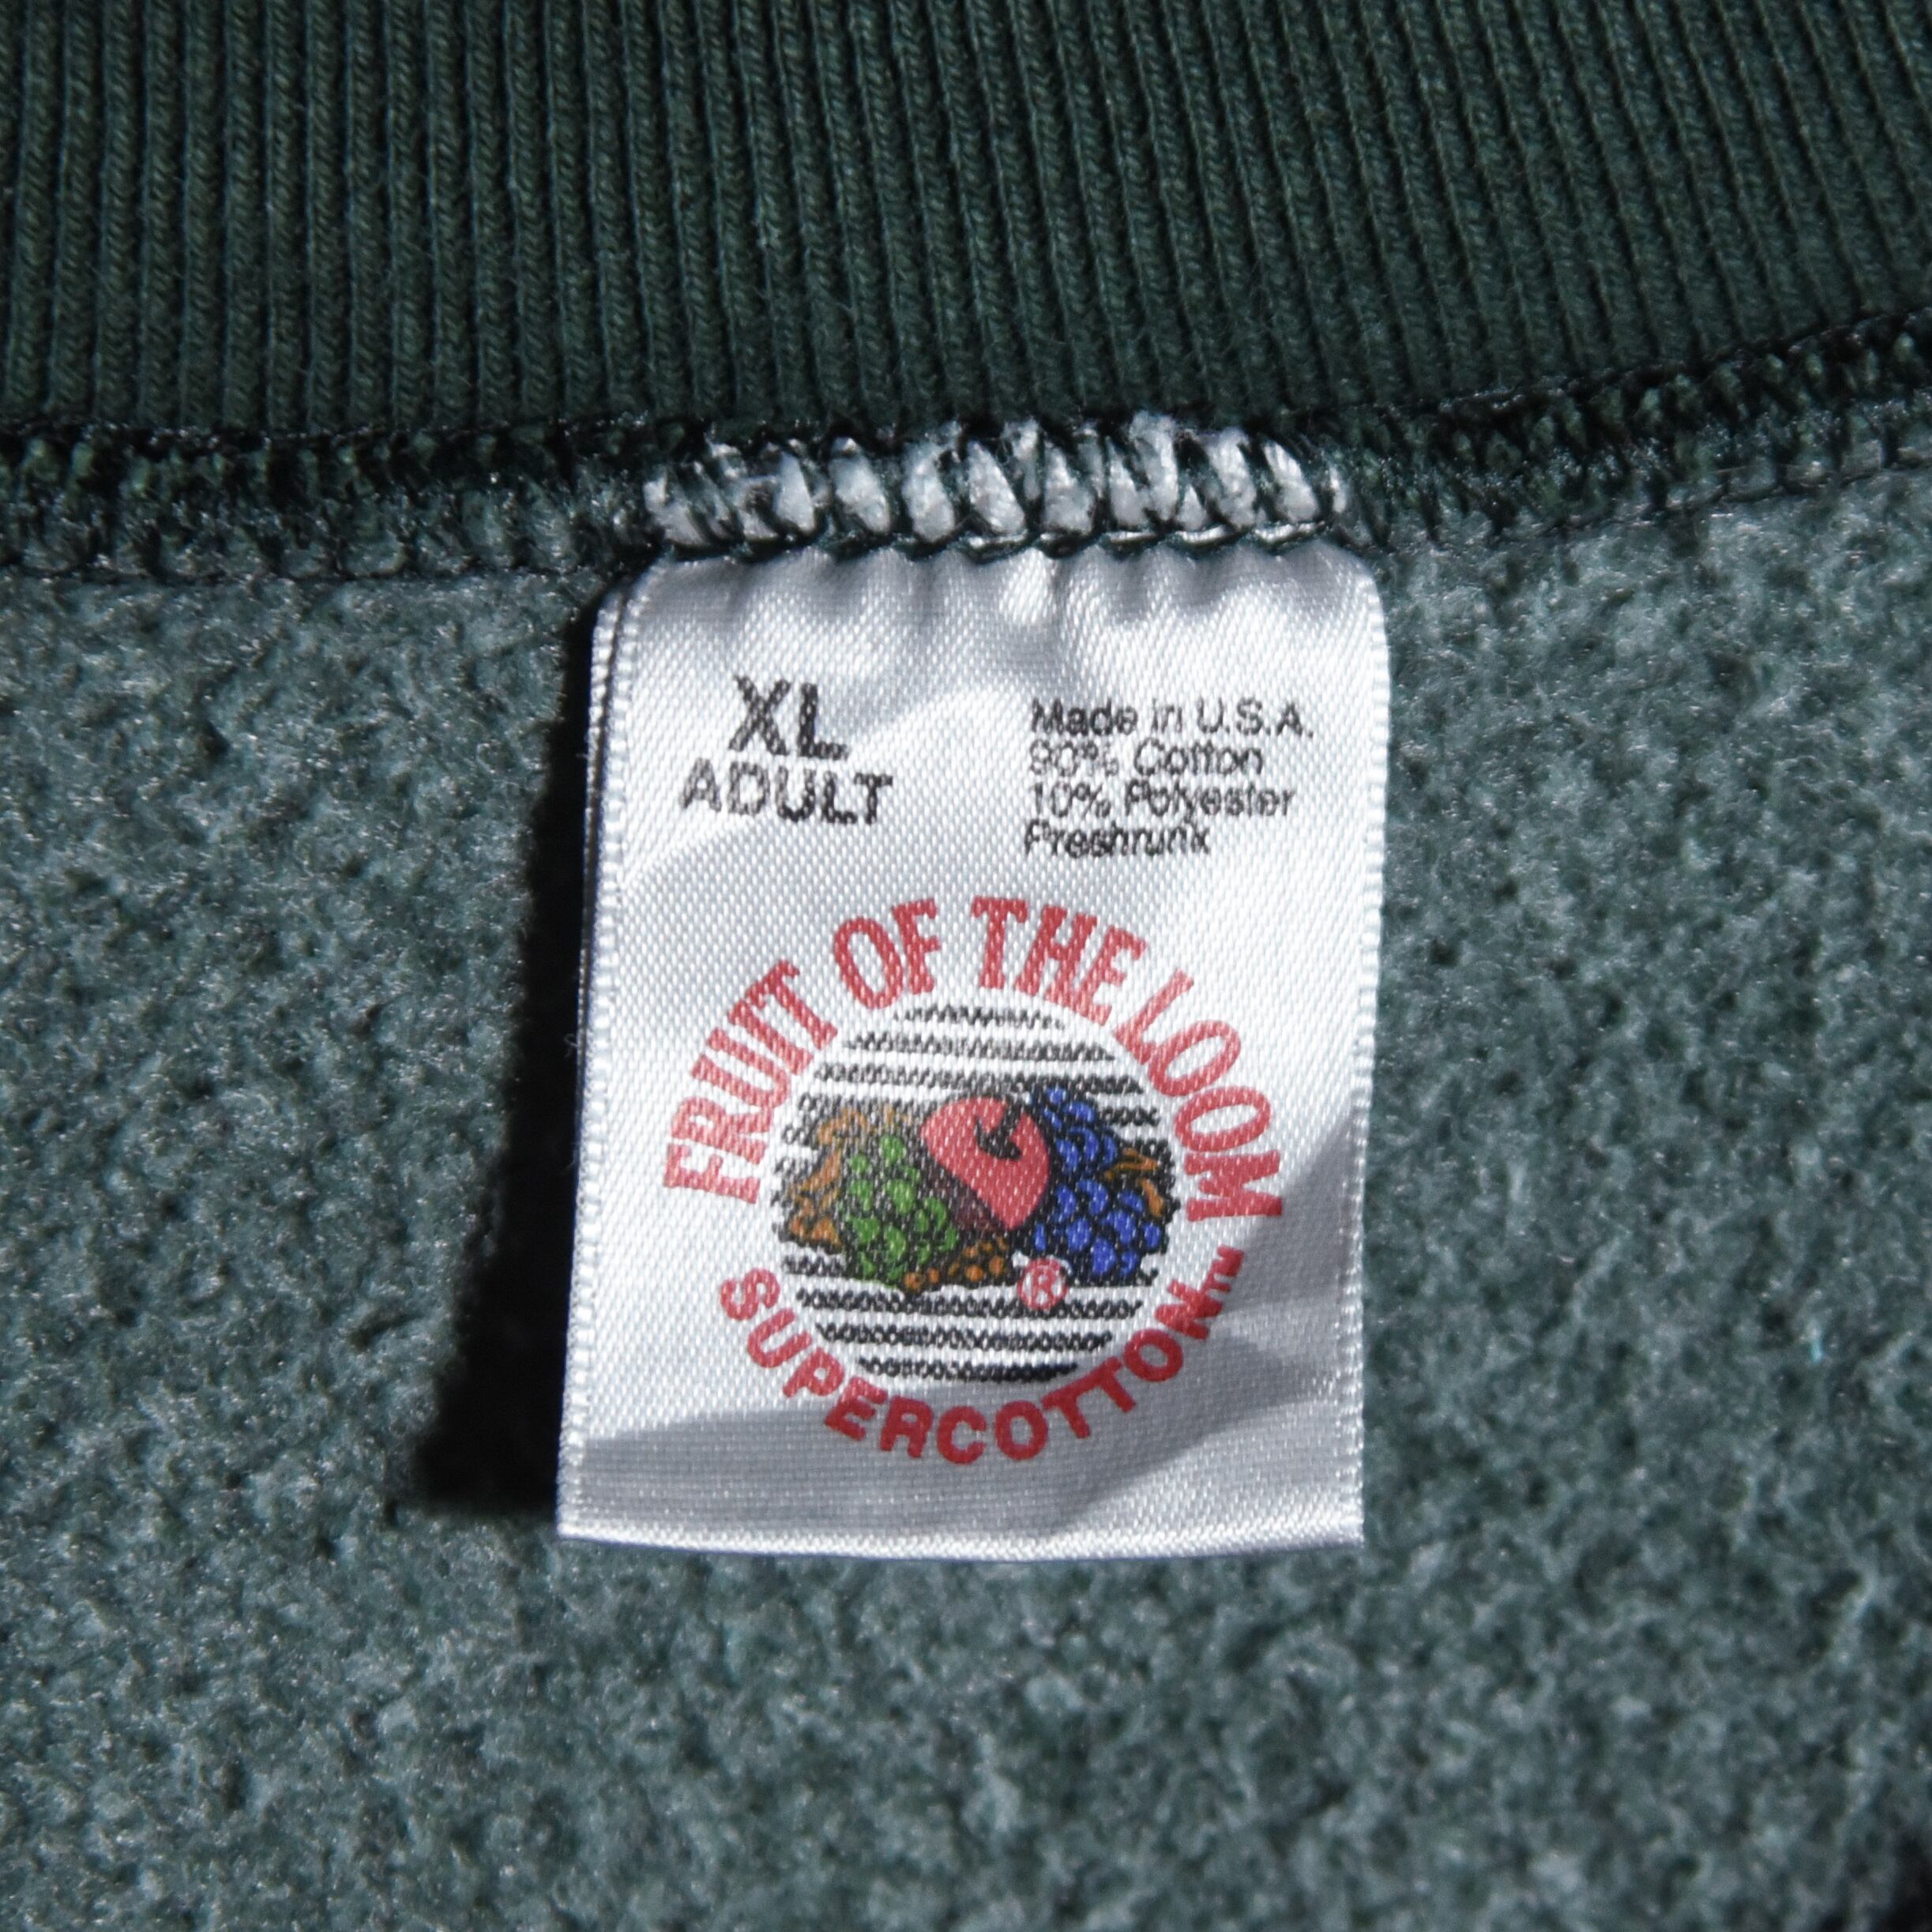 XL
ADULT
Made in U.S.A.
90% Cotton
10% Polyester
Preshrunk
FRUIT OF THE LOOM
®
SUPERCOTTON™